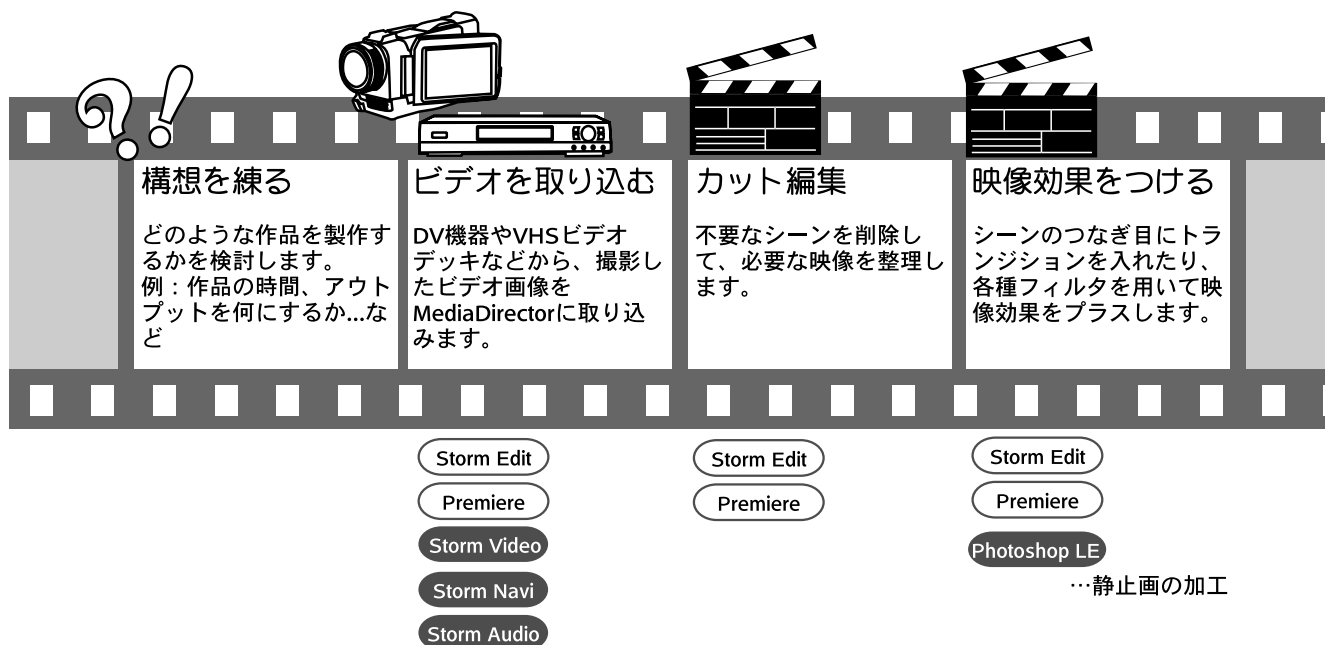 ?!
構想を練る
どのような作品を製作す
るかを検討します。
例：作品の時間、アウト
プットを何にするか...な
ど
ビデオを取り込む
DV機器やVHSビデオ
デッキなどから、撮影し
たビデオ画像を
MediaDirectorに取り込
みます。
カット編集
不要なシーンを削除し
て、必要な映像を整理し
ます。
映像効果をつける
シーンのつなぎ目にトラ
ンジションを入れたり、
各種フィルタを用いて映
像効果をプラスします。
Storm Edit
Premiere
Storm Video
Storm Navi
Storm Audio
Storm Edit
Premiere
Storm Edit
Premiere
Photoshop LE
…静止画の加工